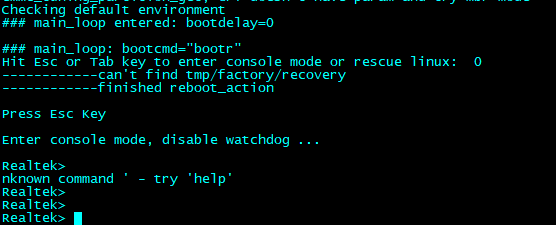 Checking default environment
### main_loop entered: bootdelay=0
### main_loop: bootcmd="bootr"
Hit Esc or Tab key to enter console mode or rescue linux:  0
------------can't find tmp/factory/recovery
------------finished reboot_action
Press Esc Key
Enter console mode, disable watchdog ...
Realtek>
nknown command ' - try 'help'
Realtek>
Realtek>
Realtek>